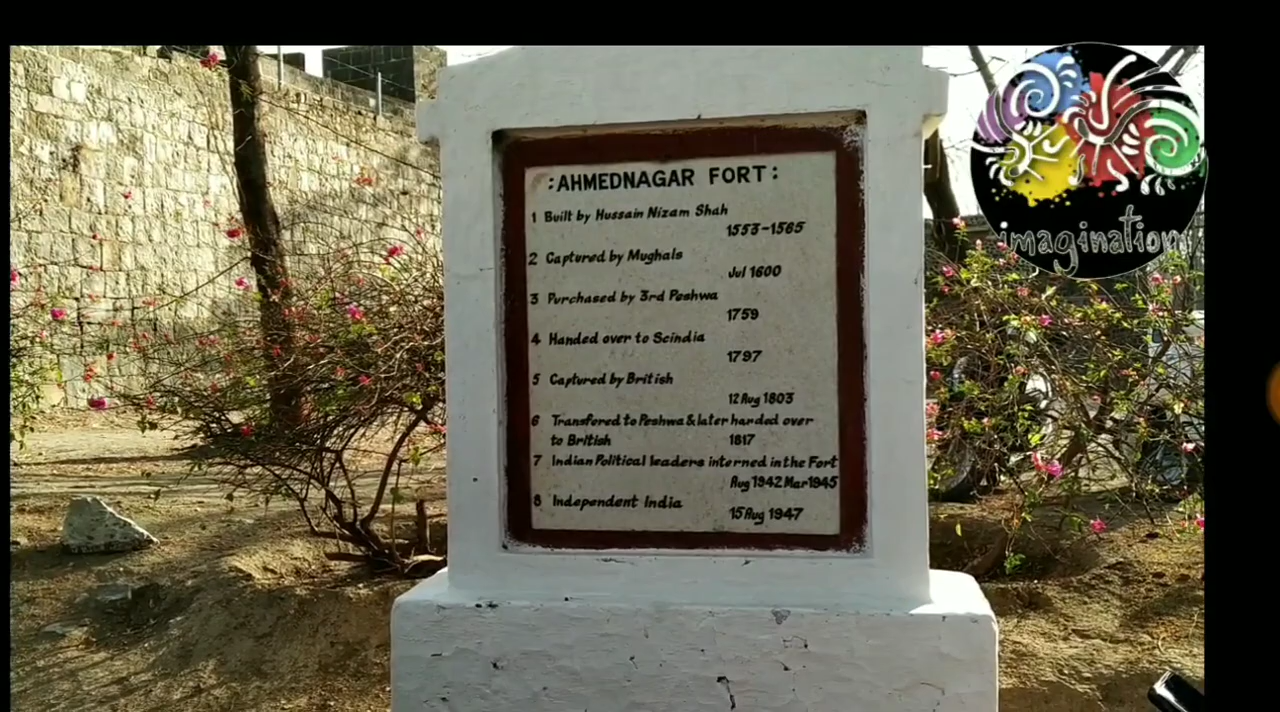 :AHMEDNAGAR FORT:
1 Built by Hussain Nizam Shah
1553-1565
2 Captured by Mughals
Jul 1600
3 Purchased by 3rd Peshwa
1759
4 Handed over to Scindia
1797
5 Captured by British
12 Aug 1803
6 Transfered to Peshwa & later handed over
to British 1817
7 Indian Political leaders interned in the Fort
Aug 1942 Mar 1945
8 Independent India
15 Aug 1947
imagination